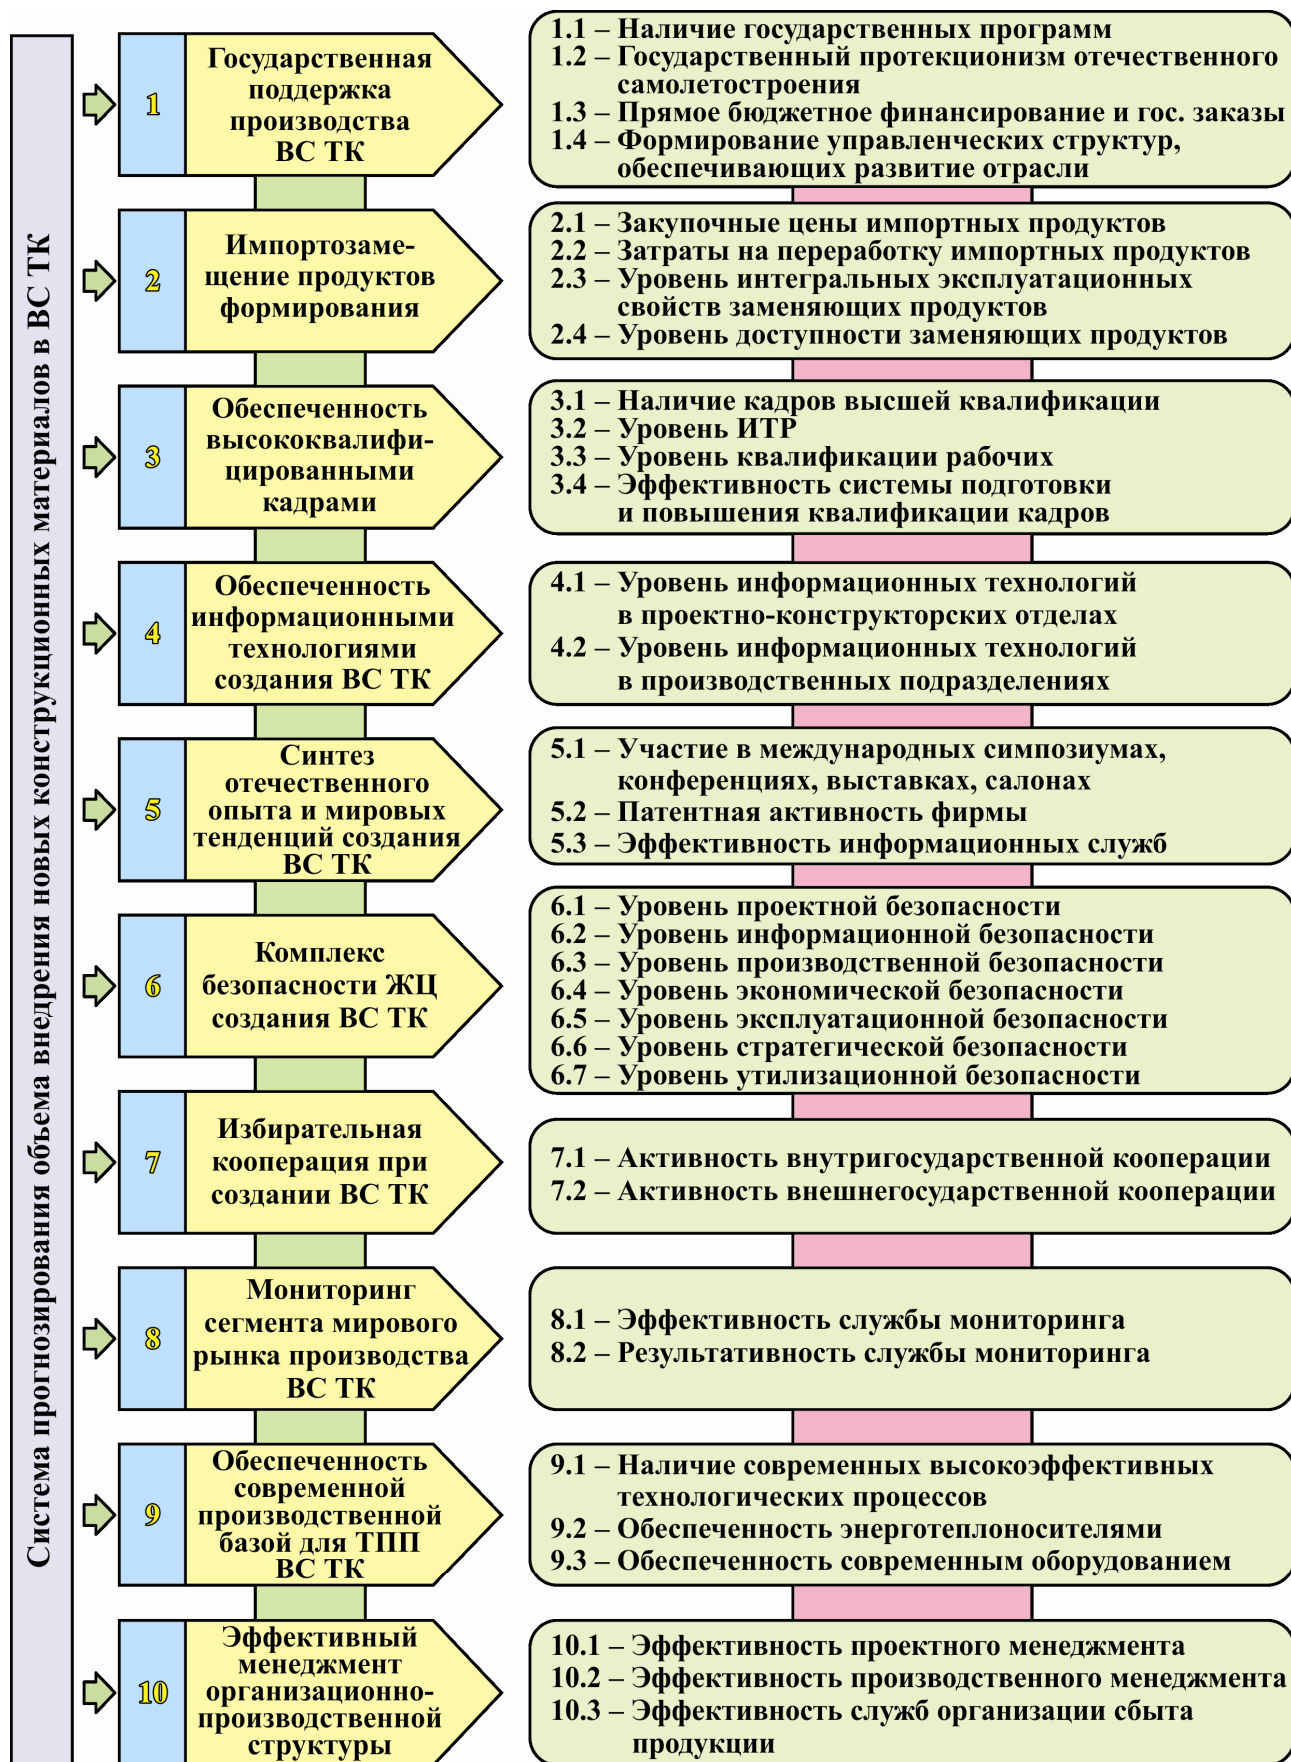 Система прогнозирования объема внедрения новых конструкционных материалов в ВС ТК
1
Государственная
поддержка
производства
ВС ТК
1.1 – Наличие государственных программ
1.2 – Государственный протекционизм отечественного
самолетостроения
1.3 – Прямое бюджетное финансирование и гос. заказы
1.4 – Формирование управленческих структур,
обеспечивающих развитие отрасли
2
Импортозаме-
щение продуктов
формирования
2.1 – Закупочные цены импортных продуктов
2.2 – Затраты на переработку импортных продуктов
2.3 – Уровень интегральных эксплуатационных
свойств заменяющих продуктов
2.4 – Уровень доступности заменяющих продуктов
3
Обеспеченность
высококвалифи-
цированными
кадрами
3.1 – Наличие кадров высшей квалификации
3.2 – Уровень ИТР
3.3 – Уровень квалификации рабочих
3.4 – Эффективность системы подготовки
и повышения квалификации кадров
4
Обеспеченность
информационными
технологиями
создания ВС ТК
4.1 – Уровень информационных технологий
в проектно-конструкторских отделах
4.2 – Уровень информационных технологий
в производственных подразделениях
5
Синтез
отечественного
опыта и мировых
тенденций создания
ВС ТК
5.1 – Участие в международных симпозиумах,
конференциях, выставках, салонах
5.2 – Патентная активность фирмы
5.3 – Эффективность информационных служб
6
Комплекс
безопасности ЖЦ
создания ВС ТК
6.1 – Уровень проектной безопасности
6.2 – Уровень информационной безопасности
6.3 – Уровень производственной безопасности
6.4 – Уровень экономической безопасности
6.5 – Уровень эксплуатационной безопасности
6.6 – Уровень стратегической безопасности
6.7 – Уровень утилизационной безопасности
7
Избирательная
кооперация при
создании ВС ТК
7.1 – Активность внутригосударственной кооперации
7.2 – Активность внешнегосударственной кооперации
8
Мониторинг
сегмента мирового
рынка производства
ВС ТК
8.1 – Эффективность службы мониторинга
8.2 – Результативность службы мониторинга
9
Обеспеченность
современной
производственной
базой для ТПП
ВС ТК
9.1 – Наличие современных высокоэффективных
технологических процессов
9.2 – Обеспеченность энерготеплоносителями
9.3 – Обеспеченность современным оборудованием
10
Эффективный
менеджмент
организационно-
производственной
структуры
10.1 – Эффективность проектного менеджмента
10.2 – Эффективность производственного менеджмента
10.3 – Эффективность служб организации сбыта
продукции